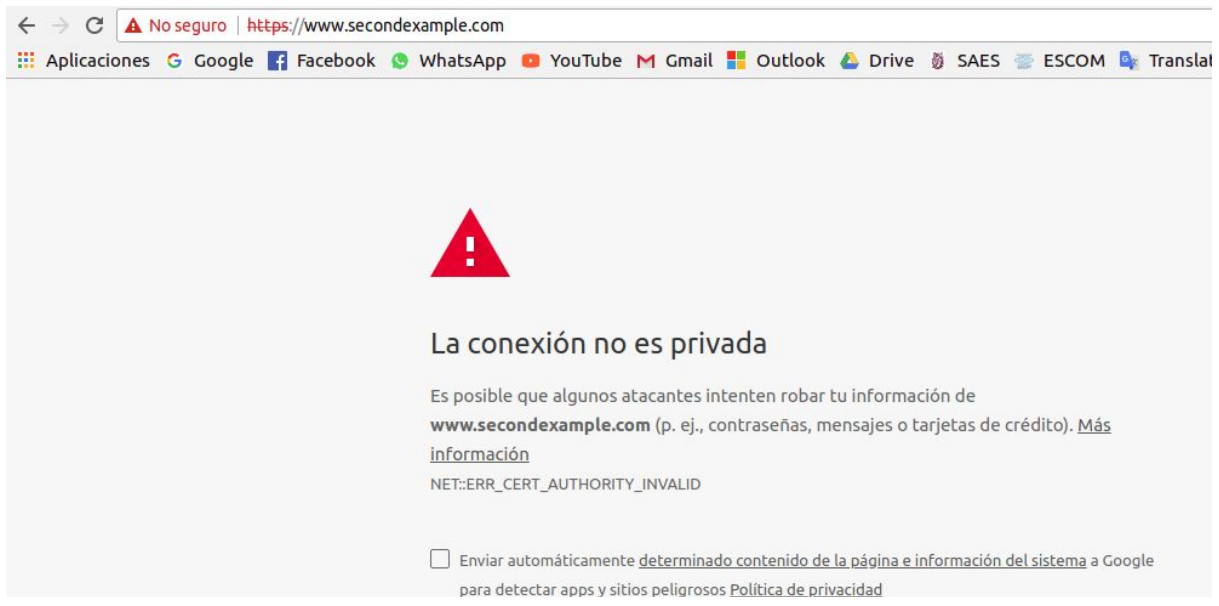 No seguro | https://www.secondexample.com
Aplicaciones Google Facebook WhatsApp YouTube Gmail Outlook Drive SAES ESCOM Translat
La conexión no es privada
Es posible que algunos atacantes intenten robar tu información de
www.secondexample.com (p. ej., contraseñas, mensajes o tarjetas de crédito). Más
información
NET::ERR_CERT_AUTHORITY_INVALID
Enviar automáticamente determinado contenido de la página e información del sistema a Google
para detectar apps y sitios peligrosos Política de privacidad